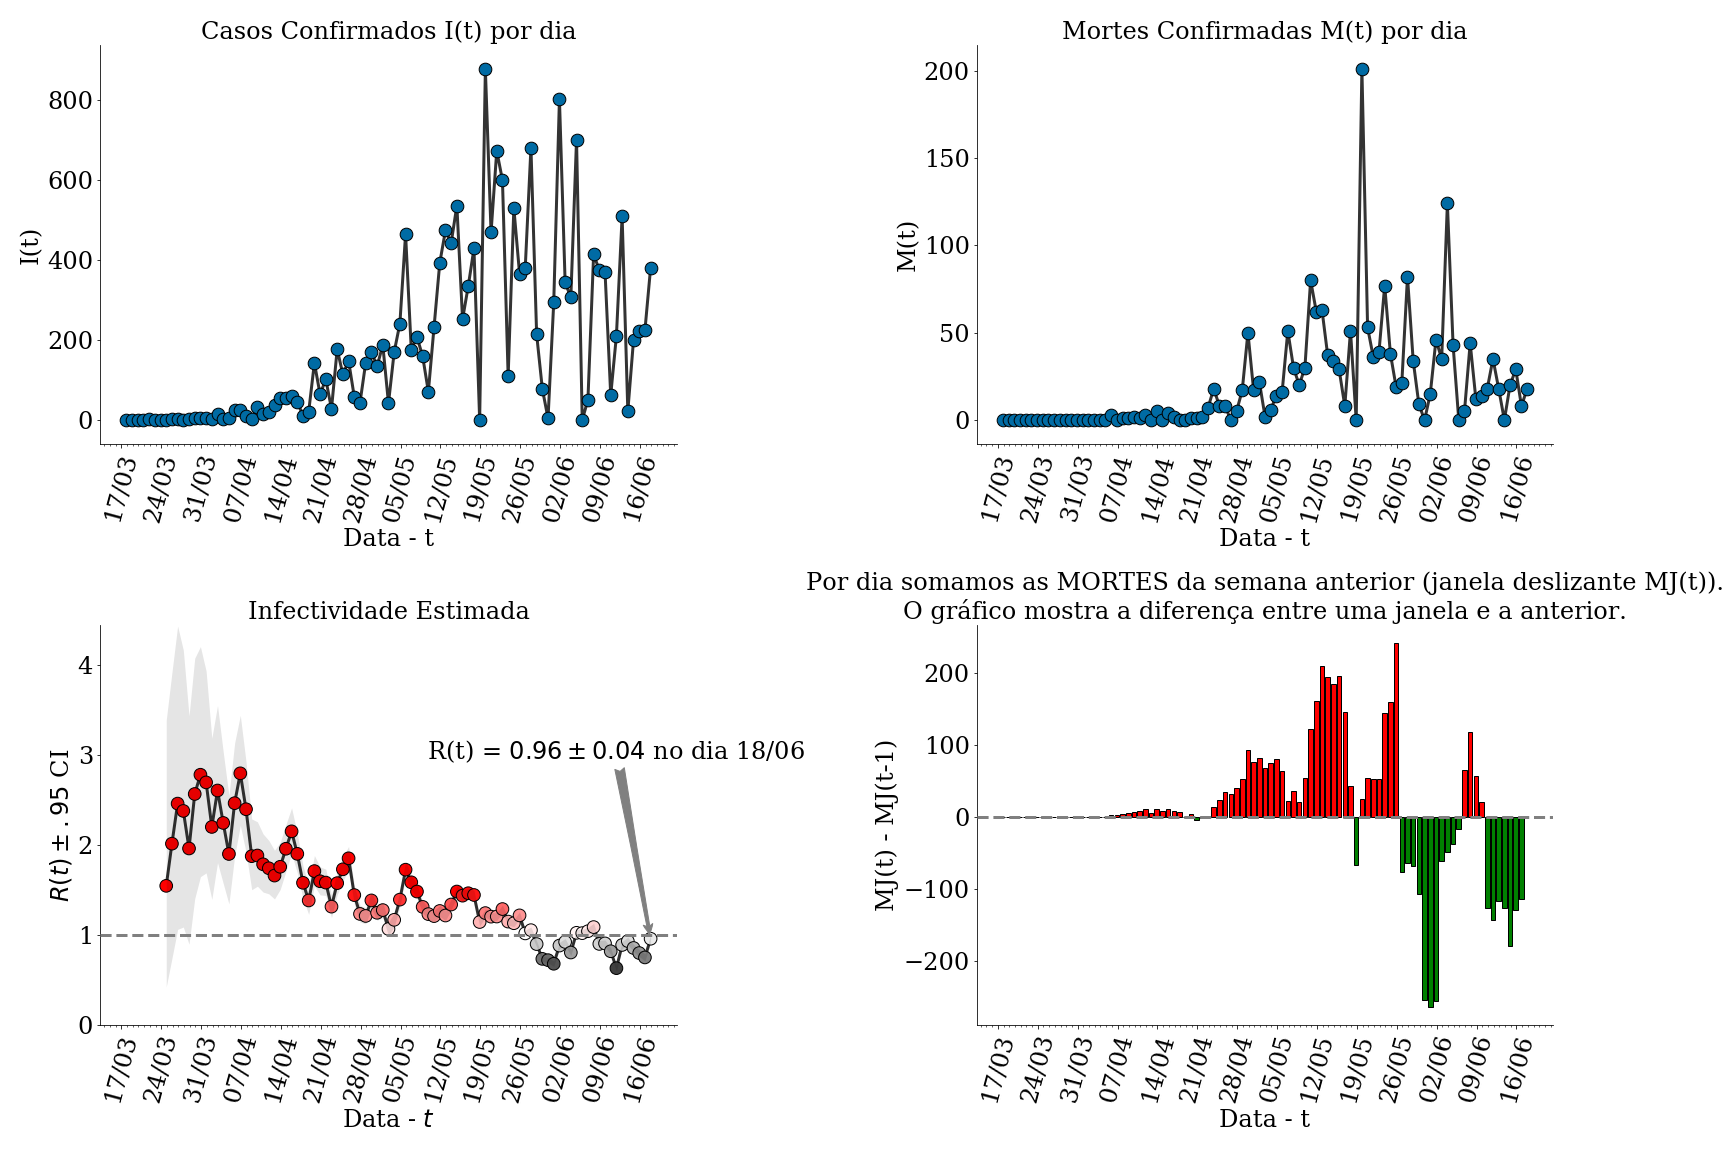 Casos Confirmados I(t) por dia
I(t)
800
600
400
200
0
17/03 24/03 31/03 07/04 14/04 21/04 28/04 05/05 12/05 19/05 26/05 02/06 09/06 16/06
Data - t
Mortes Confirmadas M(t) por dia
M(t)
200
150
100
50
0
17/03 24/03 31/03 07/04 14/04 21/04 28/04 05/05 12/05 19/05 26/05 02/06 09/06 16/06
Data - t
Infectividade Estimada
R(t) ± .95 CI
4
3
2
1
0
R(t) = 0.96 ± 0.04 no dia 18/06
17/03 24/03 31/03 07/04 14/04 21/04 28/04 05/05 12/05 19/05 26/05 02/06 09/06 16/06
Data - t
Por dia somamos as MORTES da semana anterior (janela deslizante MJ(t)).
O gráfico mostra a diferença entre uma janela e a anterior.
MJ(t) - MJ(t-1)
200
100
0
−100
−200
17/03 24/03 31/03 07/04 14/04 21/04 28/04 05/05 12/05 19/05 26/05 02/06 09/06 16/06
Data - t